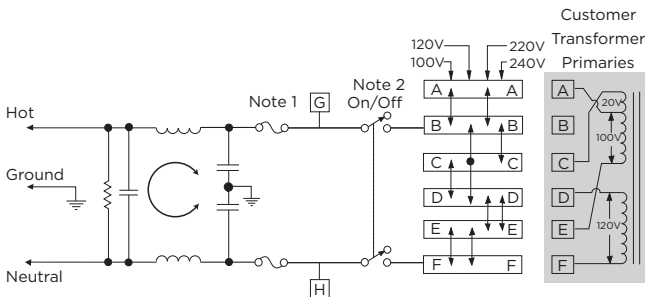 Customer
Transformer
Primaries
120V
220V
100V
240V
Note 1
G
Note 2
On/Off
Hot
Ground
Neutral
H
A A
B B
C C
D D
E E
F F
A
B
C
D
E
F
20V
100V
120V